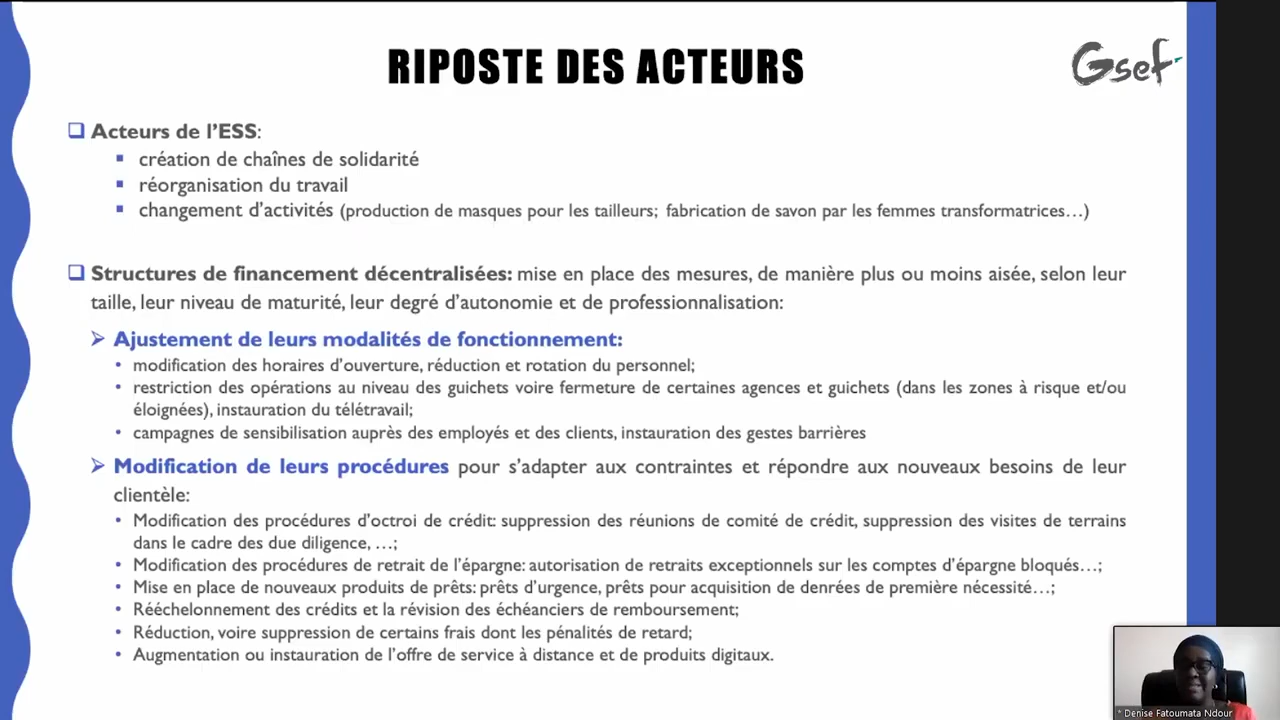 RIPOSTE DES ACTEURS
Gsef
❑ Acteurs de l’ESS:
▪ création de chaînes de solidarité
▪ réorganisation du travail
▪ changement d’activités (production de masques pour les tailleurs; fabrication de savon par les femmes transformatrices…)
❑ Structures de financement décentralisées: mise en place des mesures, de manière plus ou moins aisée, selon leur
taille, leur niveau de maturité, leur degré d’autonomie et de professionnalisation:
➢ Ajustement de leurs modalités de fonctionnement:
• modification des horaires d’ouverture, réduction et rotation du personnel;
• restriction des opérations au niveau des guichets voire fermeture de certaines agences et guichets (dans les zones à risque et/ou
éloignées), instauration du télétravail;
• campagnes de sensibilisation auprès des employés et des clients, instauration des gestes barrières
➢ Modification de leurs procédures pour s’adapter aux contraintes et répondre aux nouveaux besoins de leur
clientèle:
• Modification des procédures d’octroi de crédit: suppression des réunions de comité de crédit, suppression des visites de terrains
dans le cadre des due diligence, …;
• Modification des procédures de retrait de l’épargne: autorisation de retraits exceptionnels sur les comptes d’épargne bloqués…;
• Mise en place de nouveaux produits de prêts: prêts d’urgence, prêts pour acquisition de denrées de première nécessité…;
• Rééchelonnement des crédits et la révision des échéanciers de remboursement;
• Réduction, voire suppression de certains frais dont les pénalités de retard;
• Augmentation ou instauration de l’offre de service à distance et de produits digitaux.
* Denise Fatoumata Ndour